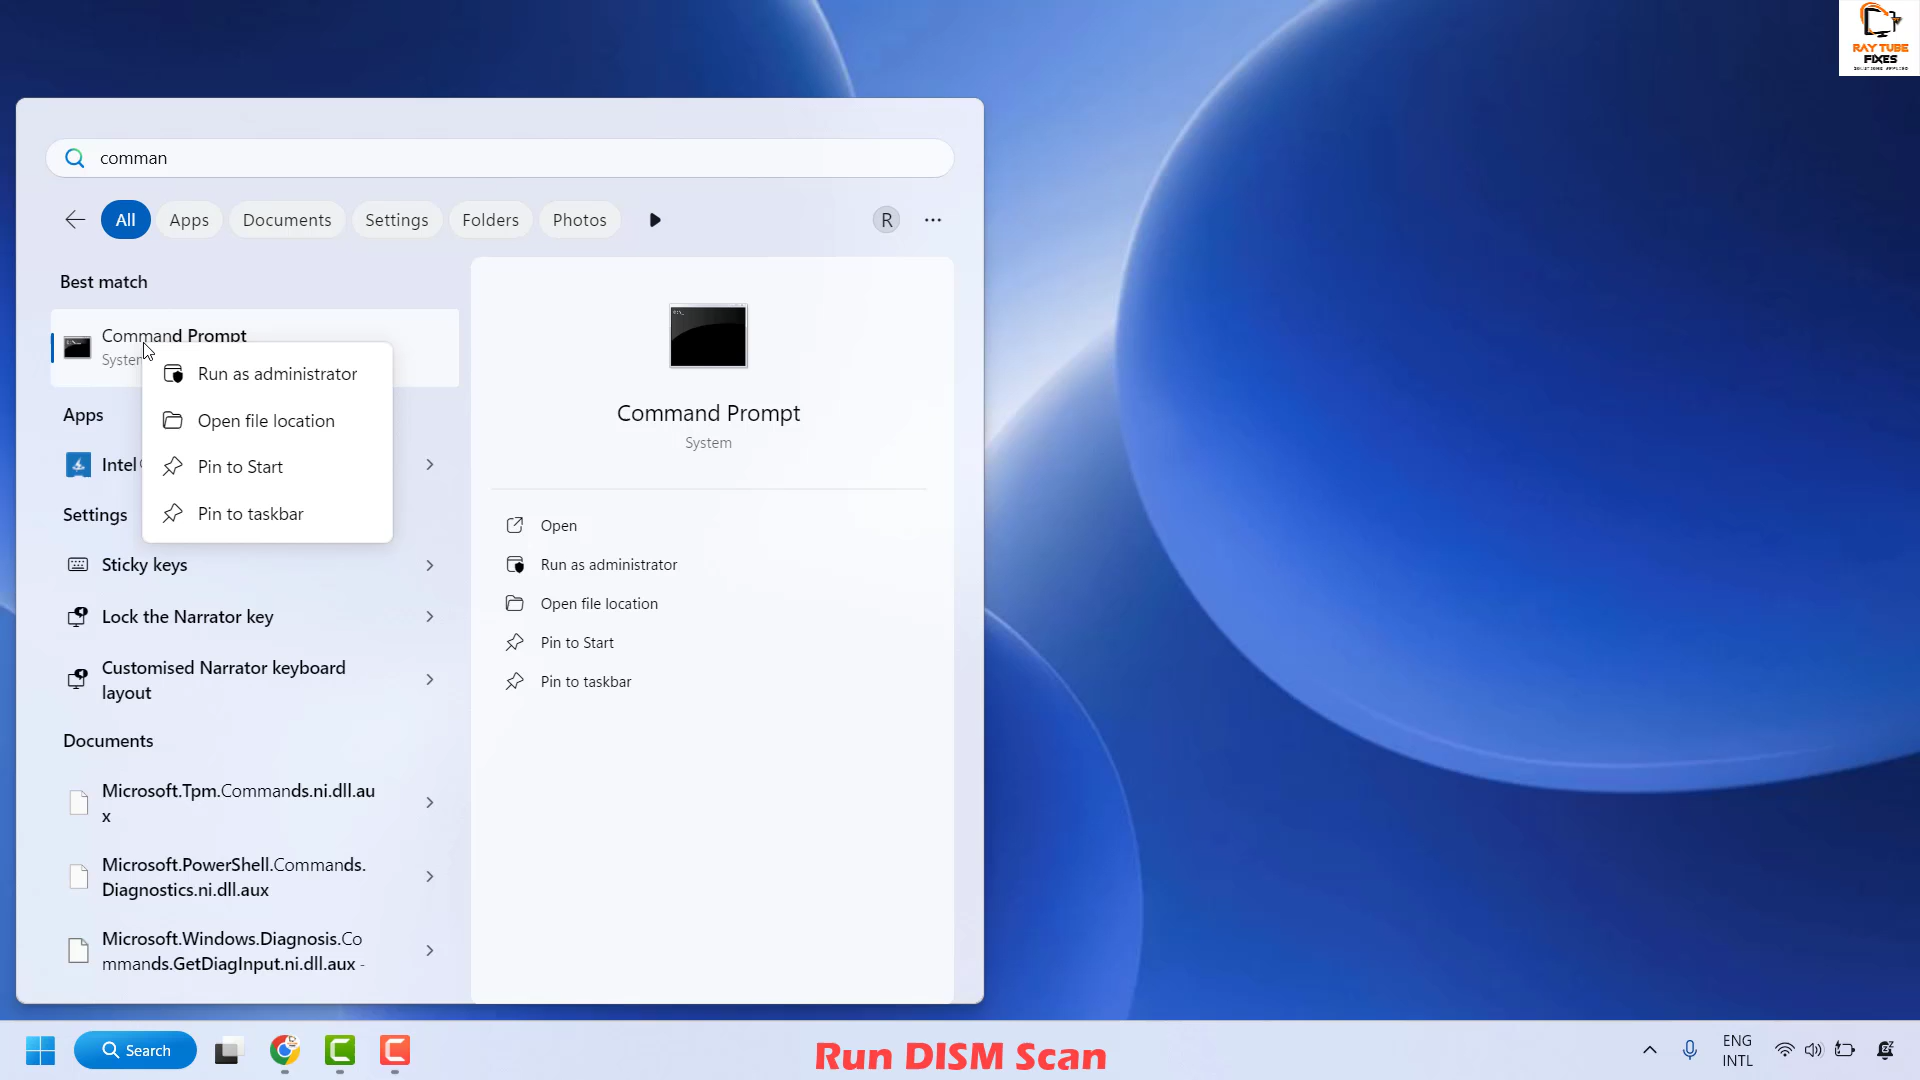 RAY TUBE
FIXES
comman
All
Apps
Documents
Settings
Folders
Photos
R
Best match
Command Prompt
System
Run as administrator
Open file location
Pin to Start
Pin to taskbar
Apps
Intel
Settings
Sticky keys
Lock the Narrator key
Customised Narrator keyboard
layout
Documents
Microsoft.Tpm.Commands.ni.dll.au
x
Microsoft.PowerShell.Commands.
Diagnostics.ni.dll.aux
Microsoft.Windows.Diagnosis.Co
mmands.GetDiagInput.ni.dll.aux -
Command Prompt
System
Open
Run as administrator
Open file location
Pin to Start
Pin to taskbar
Search
Run DISM Scan
ENG
INTL